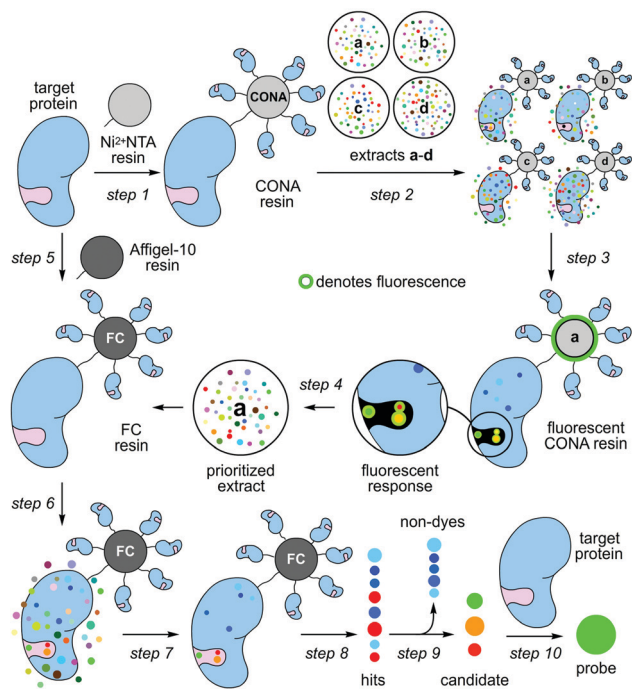 target
protein
Ni²⁺NTA
resin
step 1
CONA
CONA
resin
a
b
c
d
extracts a-d
step 2
a
b
c
d
step 5
Affigel-10
resin
denotes fluorescence
step 3
FC
FC
resin
a
prioritized
extract
step 4
fluorescent
response
a
fluorescent
CONA resin
step 6
FC
step 7
FC
step 8
hits
non-dyes
step 9
candidate
target
protein
step 10
probe